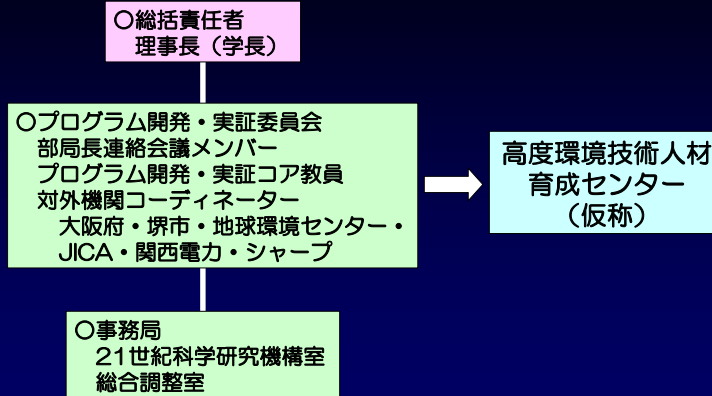 〇総括責任者
理事長（学長）
〇プログラム開発・実証委員会
部局長連絡会議メンバー
プログラム開発・実証コア教員
対外機関コーディネーター
大阪府・堺市・地球環境センター・
JICA・関西電力・シャープ
高度環境技術人材
育成センター
（仮称）
〇事務局
21世紀科学研究機構室
総合調整室